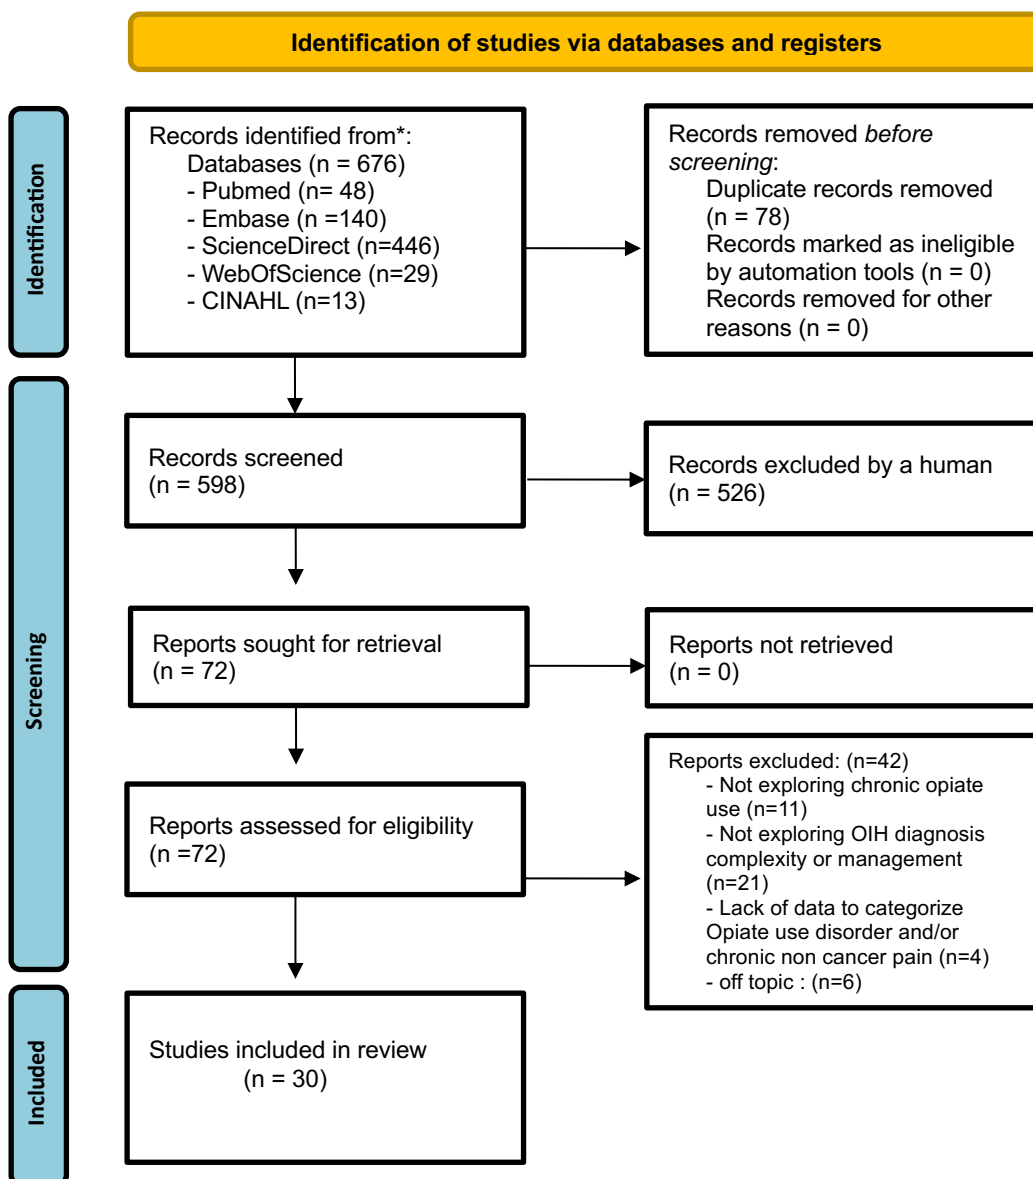 Identification of studies via databases and registers
Identification
Records identified from*:
Databases (n = 676)
- Pubmed (n= 48)
- Embase (n =140)
- ScienceDirect (n=446)
- WebOfScience (n=29)
- CINAHL (n=13)
Records removed before
screening:
Duplicate records removed
(n = 78)
Records marked as ineligible
by automation tools (n = 0)
Records removed for other
reasons (n = 0)
Screening
Records screened
(n = 598)
Records excluded by a human
(n = 526)
Reports sought for retrieval
(n = 72)
Reports not retrieved
(n = 0)
Reports assessed for eligibility
(n =72)
Reports excluded: (n=42)
- Not exploring chronic opiate
use (n=11)
- Not exploring OIH diagnosis
complexity or management
(n=21)
- Lack of data to categorize
Opiate use disorder and/or
chronic non cancer pain (n=4)
- off topic : (n=6)
Included
Studies included in review
(n = 30)